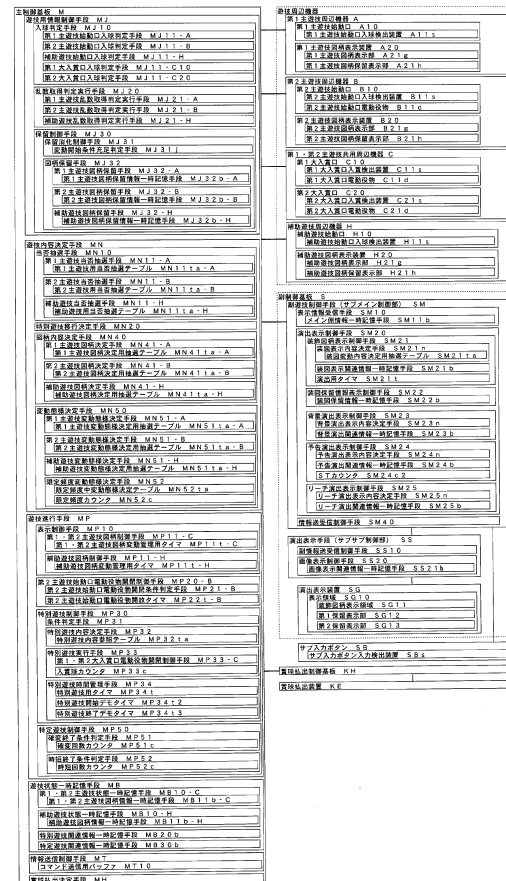 主制御基板 M
遊技用情報制御手段 MJ
入球判定手段 MJ10
第1主遊技始動口入球判定手段 MJ11-A
第2主遊技始動口入球判定手段 MJ11-B
補助遊技始動口入球判定手段 MJ11-H
第1大入賞口入球判定手段 MJ11-C10
第2大入賞口入球判定手段 MJ11-C20
乱数取得判定実行手段 MJ20
第1主遊技乱数取得判定実行手段 MJ21-A
第2主遊技乱数取得判定実行手段 MJ21-B
補助遊技乱数取得判定実行手段 MJ21-H
保留制御手段 MJ30
保留消化制御手段 MJ31
変動開始条件充足判定手段 MJ31j
図柄保留手段 MJ32
第1主遊技図柄保留手段 MJ32-A
第1主遊技図柄保留情報一時記憶手段 MJ32b-A
第2主遊技図柄保留手段 MJ32-B
第2主遊技図柄保留情報一時記憶手段 MJ32b-B
補助遊技図柄保留手段 MJ32-H
補助遊技図柄保留情報一時記憶手段 MJ32b-H
遊技内容決定手段 MN
当否抽選手段 MN10
第1主遊技当否抽選手段 MN11-A
第1主遊技用当否抽選テーブル MN11ta-A
第2主遊技当否抽選手段 MN11-B
第2主遊技用当否抽選テーブル MN11ta-B
補助遊技当否抽選手段 MN11-H
補助遊技用当否抽選テーブル MN11ta-H
特別遊技移行決定手段 MN20
図柄内容決定手段 MN40
第1主遊技図柄決定手段 MN41-A
第1主遊技図柄決定用抽選テーブル MN41ta-A
第2主遊技図柄決定手段 MN41-B
第2主遊技図柄決定用抽選テーブル MN41ta-B
補助遊技図柄決定手段 MN41-H
補助遊技図柄決定用抽選テーブル MN41ta-H
変動態様決定手段 MN50
第1主遊技変動態様決定手段 MN51-A
第1主遊技変動態様決定用抽選テーブル MN51ta-A
第2主遊技変動態様決定手段 MN51-B
第2主遊技変動態様決定用抽選テーブル MN51ta-B
補助遊技変動態様決定手段 MN51-H
補助遊技変動態様決定用抽選テーブル MN51ta-H
限定頻度変動態様決定手段 MN52
限定頻度中変動態様決定テーブル MN52ta
限定頻度カウンタ MN52c
遊技進行手段 MP
表示制御手段 MP10
第1・第2主遊技図柄制御手段 MP11-C
第1・第2主遊技図柄変動管理用タイマ MP11t-C
補助遊技図柄制御手段 MP11-H
補助遊技図柄変動管理用タイマ MP11t-H
第2主遊技始動口電動役物開閉制御手段 MP20-B
第2主遊技始動口電動役物開閉条件判定手段 MP21-B
第2主遊技始動口電動役物開放タイマ MP22t-B
特別遊技制御手段 MP30
条件判定手段 MP31
特別遊技内容決定手段 MP32
特別遊技内容参照テーブル MP32ta
特別遊技実行手段 MP33
第1・第2大入賞口電動役物開閉制御手段 MP33-C
入賞球カウンタ MP33c
特別遊技時間管理手段 MP34
特別遊技用タイマ MP34t
特別遊技開始デモタイマ MP34t2
特別遊技終了デモタイマ MP34t3
特定遊技制御手段 MP50
確変終了条件判定手段 MP51
確変回数カウンタ MP51c
時短終了条件判定手段 MP52
時短回数カウンタ MP52c
遊技状態一時記憶手段 MB
第1・第2主遊技状態一時記憶手段 MB10-C
第1・第2主遊技図柄情報一時記憶手段 MB11b-C
補助遊技状態一時記憶手段 MB10-H
補助遊技図柄情報一時記憶手段 MB11b-H
特別遊技関連情報一時記憶手段 MB20b
特定遊技関連情報一時記憶手段 MB30b
情報送信制御手段 MT
コマンド送信用バッファ MT10
賞球払出決定手段 MH
遊技周辺機器
第1主遊技周辺機器 A
第1主遊技始動口 A10
第1主遊技始動口入球検出装置 A11s
第1主遊技図柄表示装置 A20
第1主遊技図柄表示部 A21g
第1主遊技図柄保留表示部 A21h
第2主遊技周辺機器 B
第2主遊技始動口 B10
第2主遊技始動口入球検出装置 B11s
第2主遊技始動口電動役物 B11d
第2主遊技図柄表示装置 B20
第2主遊技図柄表示部 B21g
第2主遊技図柄保留表示部 B21h
第1・第2主遊技共用周辺機器 C
第1大入賞口 C10
第1大入賞口入賞検出装置 C11s
第1大入賞口電動役物 C11d
第2大入賞口 C20
第2大入賞口入賞検出装置 C21s
第2大入賞口電動役物 C21d
補助遊技周辺機器 H
補助遊技始動口 H10
補助遊技始動口入球検出装置 H11s
補助遊技図柄表示装置 H20
補助遊技図柄表示部 H21g
補助遊技図柄保留表示部 H21h
副制御基板 S
副遊技制御手段(サブメイン制御部) SM
表示情報受信手段 SM10
メイン側情報一時記憶手段 SM11b
演出表示制御手段 SM20
装飾図柄表示制御手段 SM21
装図表示内容決定手段 SM21n
装図変動内容決定用抽選テーブル SM21ta
装図表示関連情報一時記憶手段 SM21b
演出用タイマ SM21t
装図保留情報表示制御手段 SM22
装図保留情報一時記憶手段 SM22b
背景演出表示制御手段 SM23
背景演出表示内容決定手段 SM23n
背景演出関連情報一時記憶手段 SM23b
予告演出表示制御手段 SM24
予告演出表示内容決定手段 SM24n
予告演出関連情報一時記憶手段 SM24b
STカウンタ SM24c2
リーチ演出表示制御手段 SM25
リーチ演出表示内容決定手段 SM25n
リーチ演出関連情報一時記憶手段 SM25b
情報送受信制御手段 SM40
演出表示手段(サブサブ制御部) SS
副情報送受信制御手段 SS10
画像表示制御手段 SS20
画像表示関連情報一時記憶手段 SS21b
演出表示装置 SG
表示領域 SG10
装飾図柄表示領域 SG11
第1保留表示部 SG12
第2保留表示部 SG13
サブ入力ボタン SB
サブ入力ボタン入力検出装置 SBs
賞球払出制御基板 KH
賞球払出装置 KE